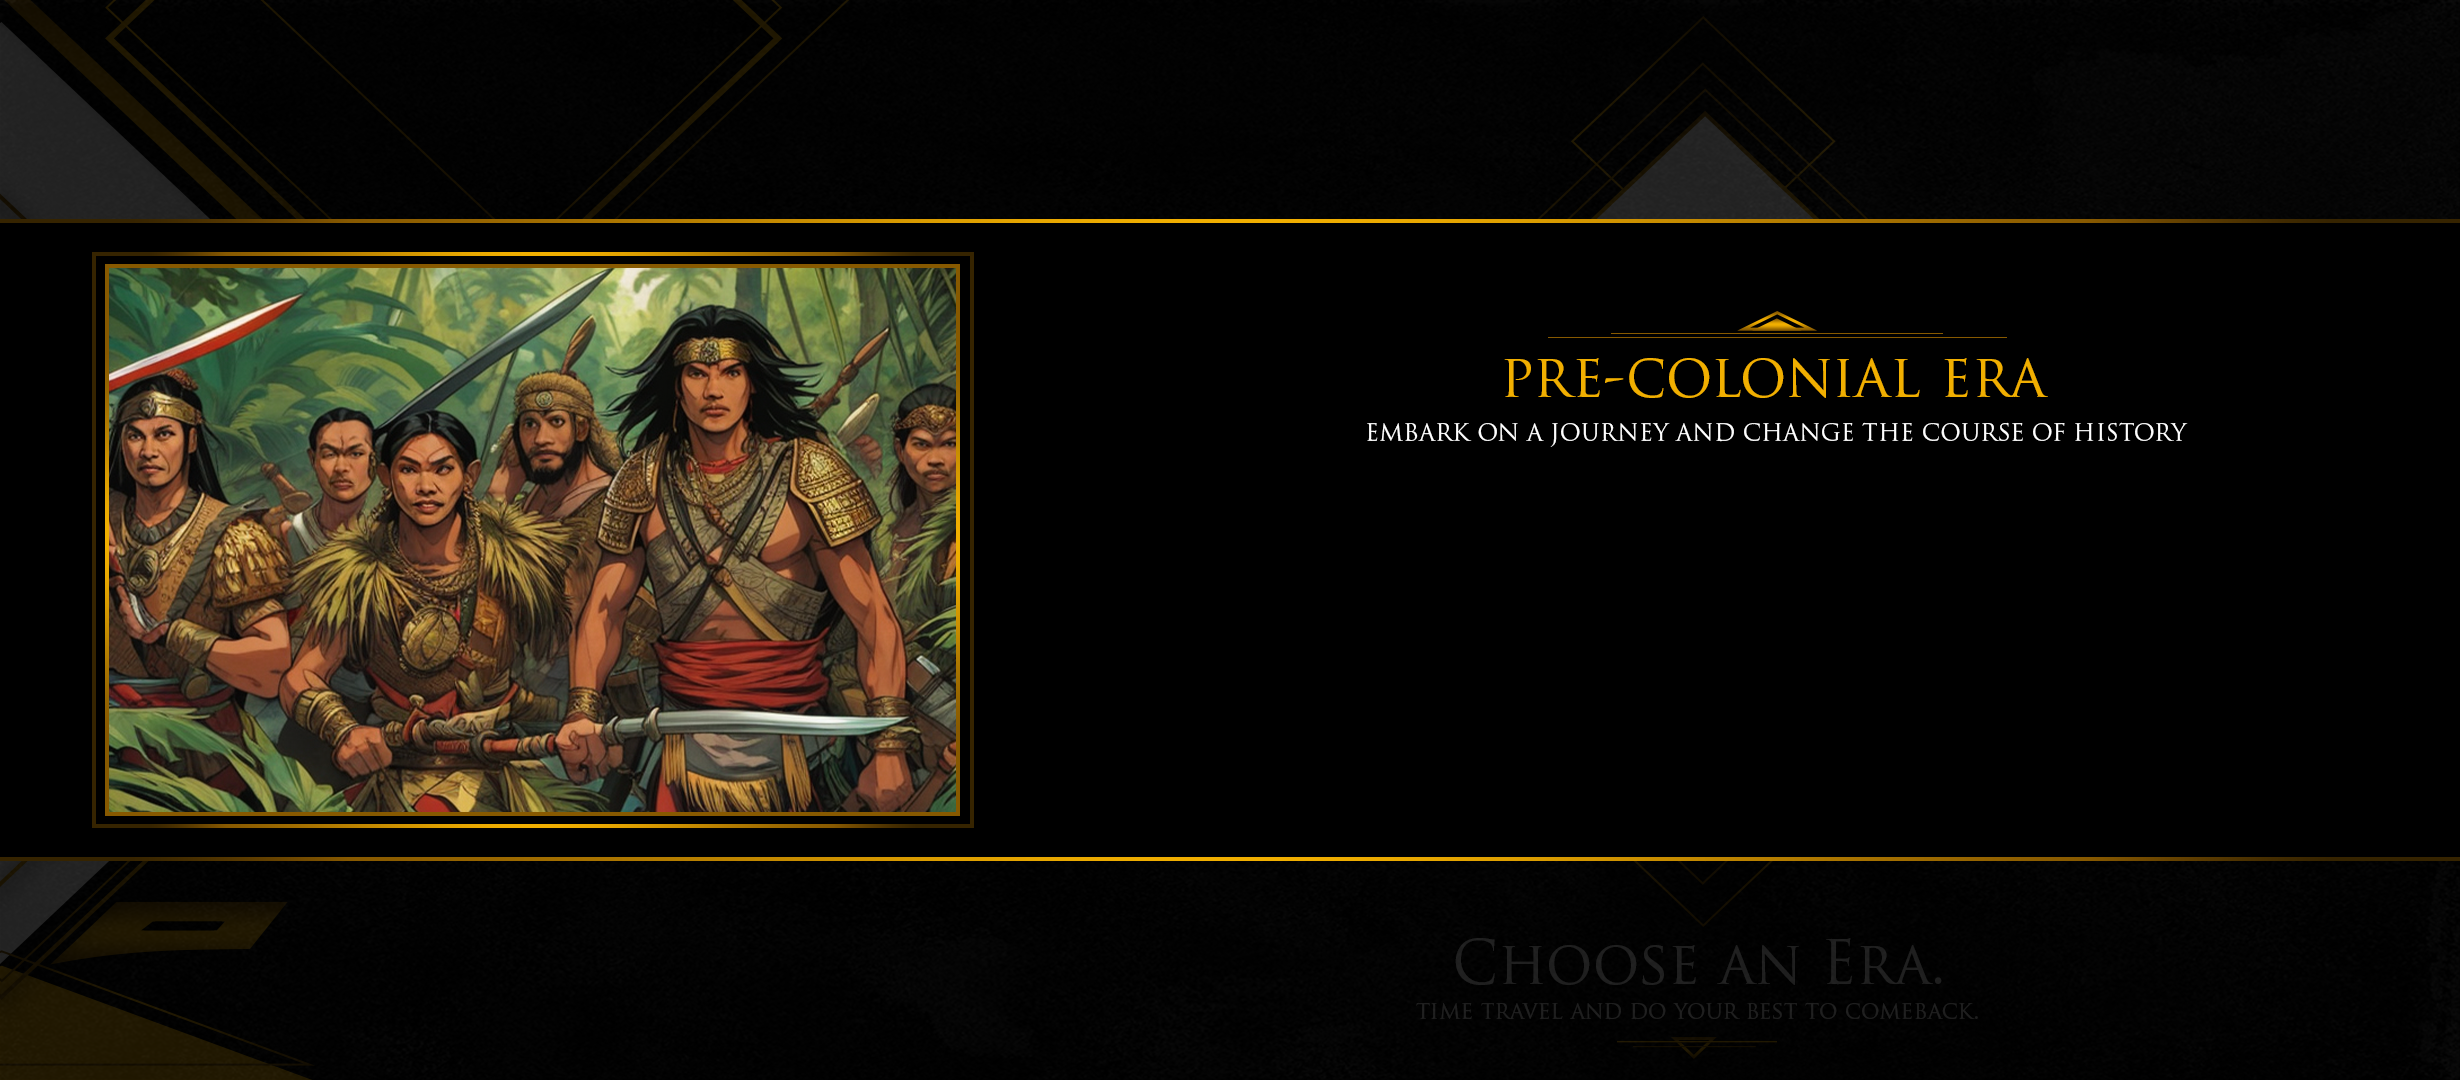 PRE-COLONIAL ERA
EMBARK ON A JOURNEY AND CHANGE THE COURSE OF HISTORY
CHOOSE AN ERA.
TIME TRAVEL AND DO YOUR BEST TO COMEBACK.